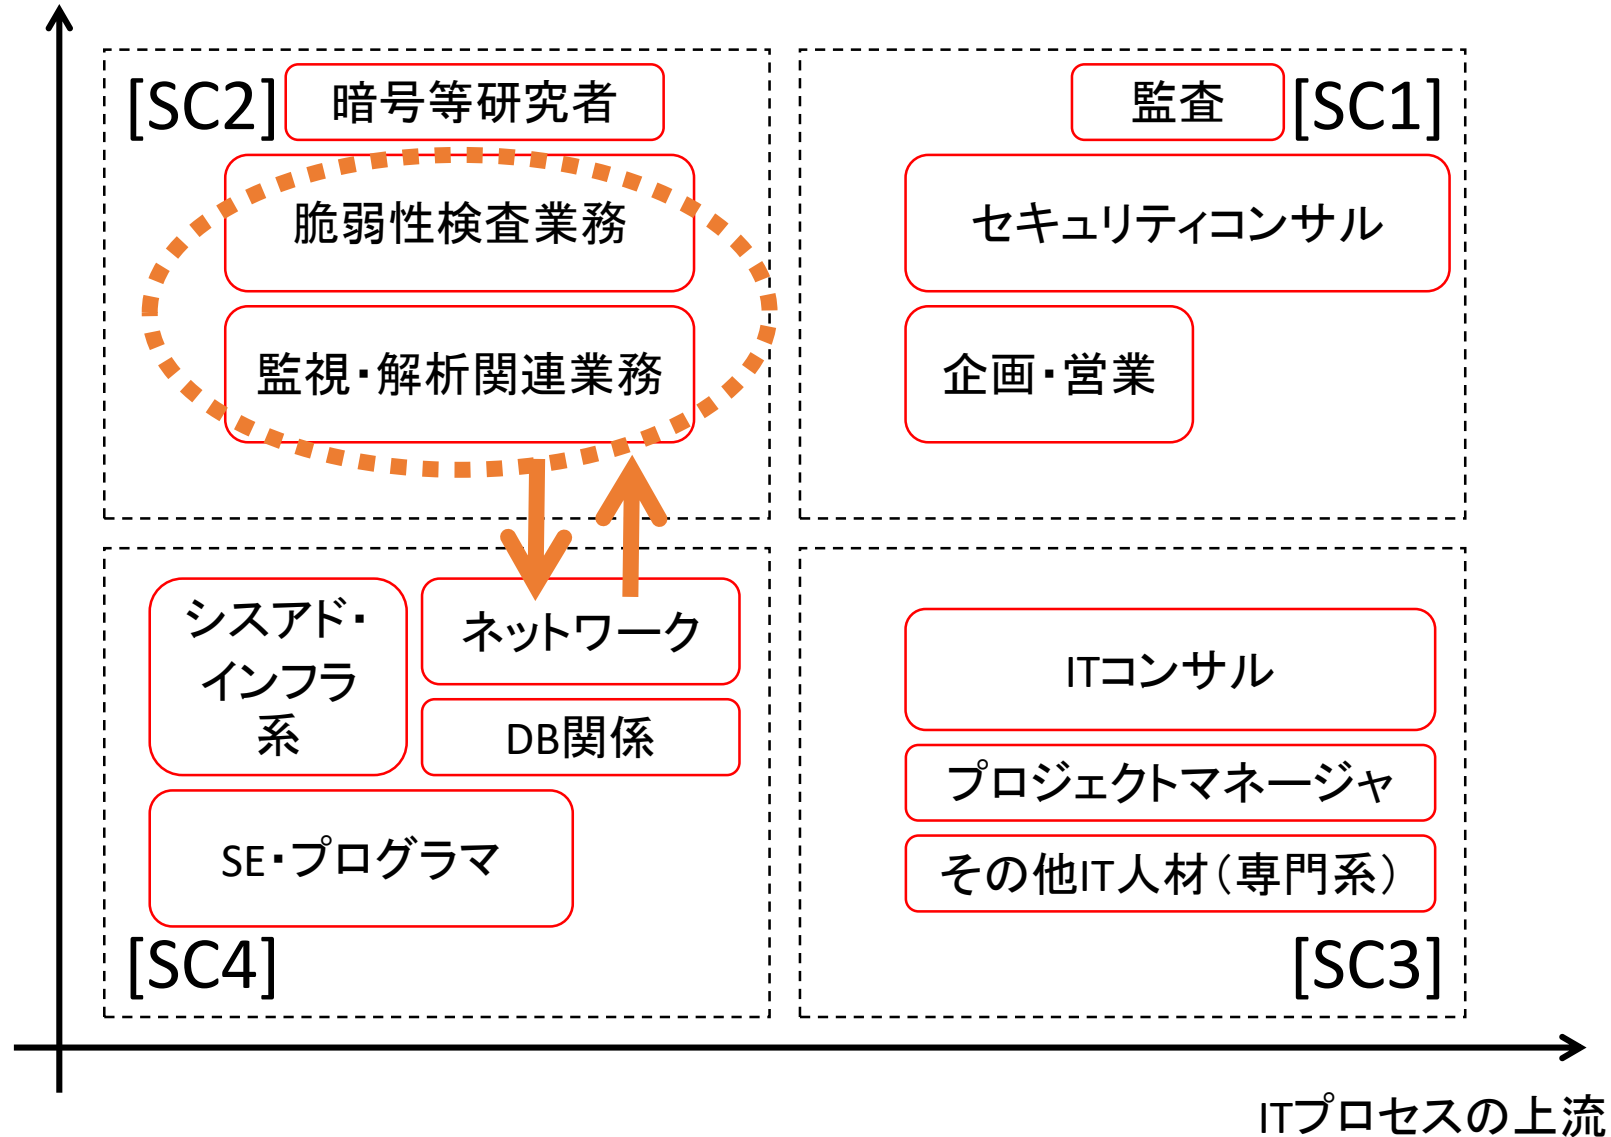 [SC2]
暗号等研究者
脆弱性検査業務
監視・解析関連業務
監査
[SC1]
セキュリティコンサル
企画・営業
シスアド・
インフラ
系
ネットワーク
DB関係
SE・プログラマ
[SC4]
ITコンサル
プロジェクトマネージャ
その他IT人材（専門系）
[SC3]
ITプロセスの上流